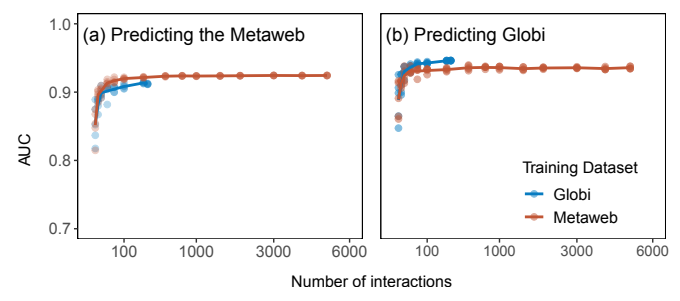 (a) Predicting the Metaweb
(b) Predicting Globi
1.0
0.9
0.8
0.7
AUC
Training Dataset
Globi
Metaweb
100
1000
3000
6000
100
1000
3000
6000
Number of interactions